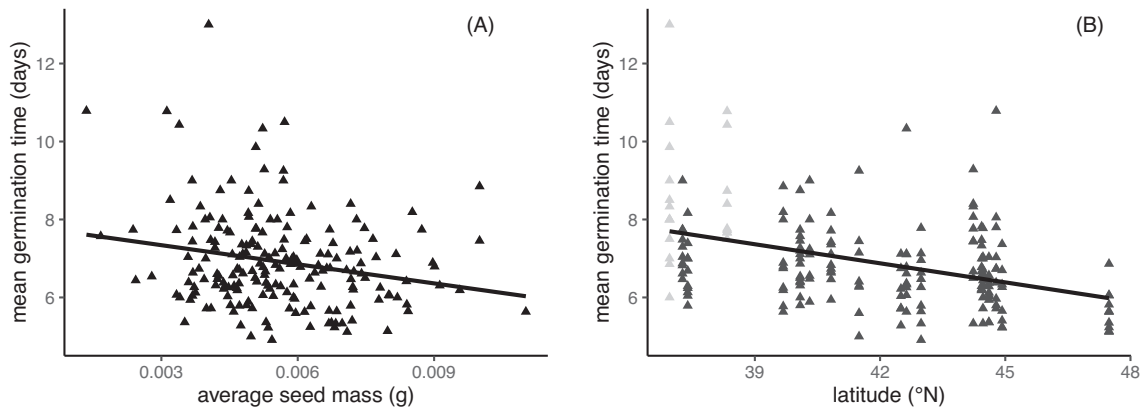 (A)
mean germination time (days)
12
10
8
6
0.003
0.006
0.009
average seed mass (g)
(B)
mean germination time (days)
12
10
8
6
39
42
45
48
latitude (°N)